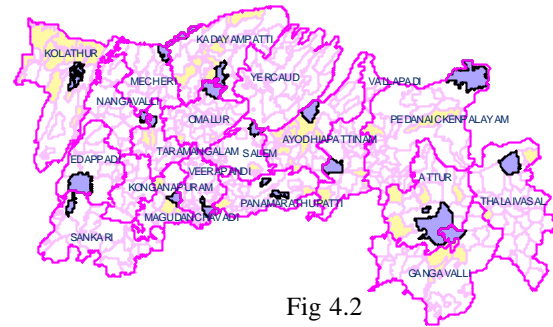 KADAYAMPATTI
KOLATHUR
MECHERI
YERCAUD
VALLAPADI
NANGAVALLI
OMALUR
PEDANAICKENPALAYAM
AYODHIAPATTINAM
TARAMANGALAM
SALEM
EDAPPADI
VEERAPANDI
ATTUR
KONGANAPURAM
THALAIVASAL
PANAMARATHUPATTI
MAGUDANCHAVADI
SANKARI
GANGAVALLI
Fig 4.2